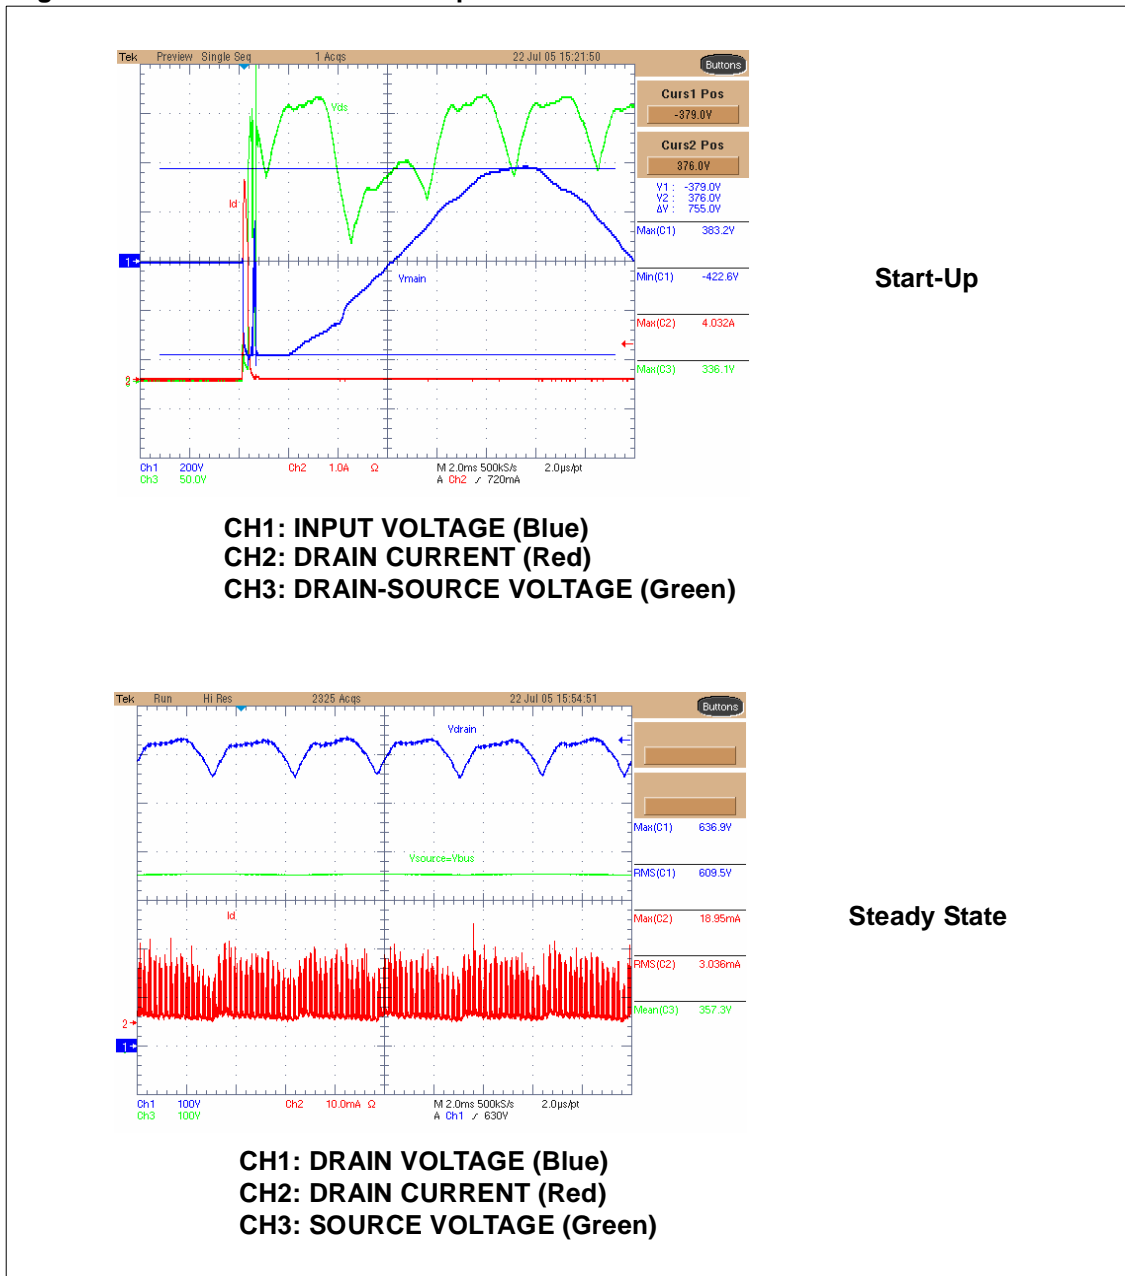 Tek Preview Single Seq 1 Acqs 22 Jul 05 15:21:50
Buttons
Curs1 Pos
-379.0V
Curs2 Pos
376.0V
V1: -379.0V
V2: 376.0V
ΔV: 755.0V
Max(C1) 383.2V
Min(C1) -422.6V
Max(C2) 4.032A
Max(C3) 336.1V
Vds
Id
1
Vmain
2
Ch1 200V Ch2 1.0A Ω M 2.0ms 500kS/s 2.0µs/pt
Ch3 50.0V A Ch2 / 720mA
Start-Up
CH1: INPUT VOLTAGE (Blue)
CH2: DRAIN CURRENT (Red)
CH3: DRAIN-SOURCE VOLTAGE (Green)
Tek Run Hi Res 2325 Acqs 22 Jul 05 15:54:51
Buttons
Vdrain
Max(C1) 636.9V
Vsource=Vbus
RMS(C1) 609.5V
Id
Max(C2) 18.95mA
RMS(C2) 3.036mA
Mean(C3) 357.3V
2
1
Ch1 100V Ch2 10.0mA Ω M 2.0ms 500kS/s 2.0µs/pt
Ch3 100V A Ch1 / 630V
Steady State
CH1: DRAIN VOLTAGE (Blue)
CH2: DRAIN CURRENT (Red)
CH3: SOURCE VOLTAGE (Green)